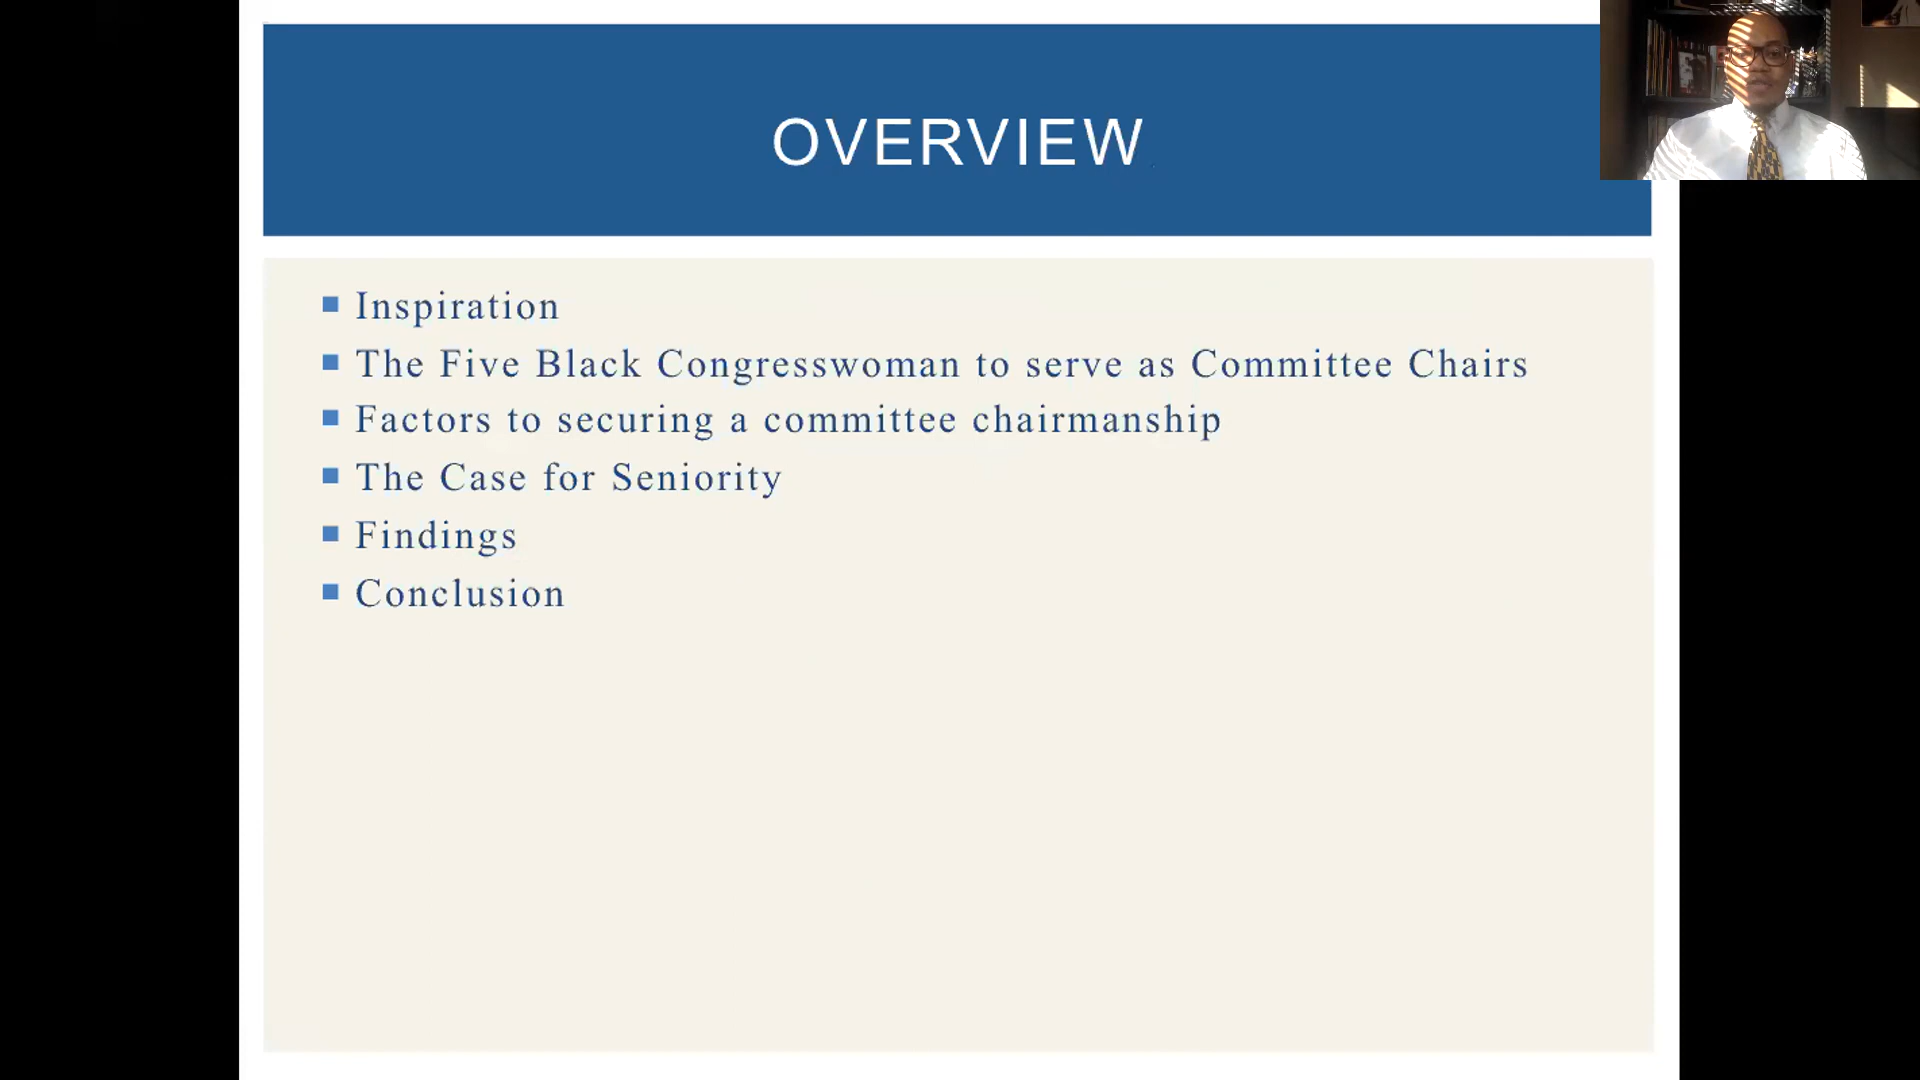 OVERVIEW
Inspiration
The Five Black Congresswoman to serve as Committee Chairs
Factors to securing a committee chairmanship
The Case for Seniority
Findings
Conclusion